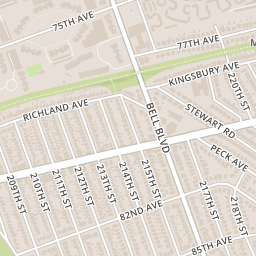 75TH AVE
77TH AVE
M
KINGSBURY AVE
RICHLAND AVE
220TH ST
BELL BLVD
STEWART RD
PECK AVE
209TH ST
210TH ST
211TH ST
212TH ST
213TH ST
214TH ST
215TH ST
217TH ST
218TH ST
82ND AVE
85TH AVE